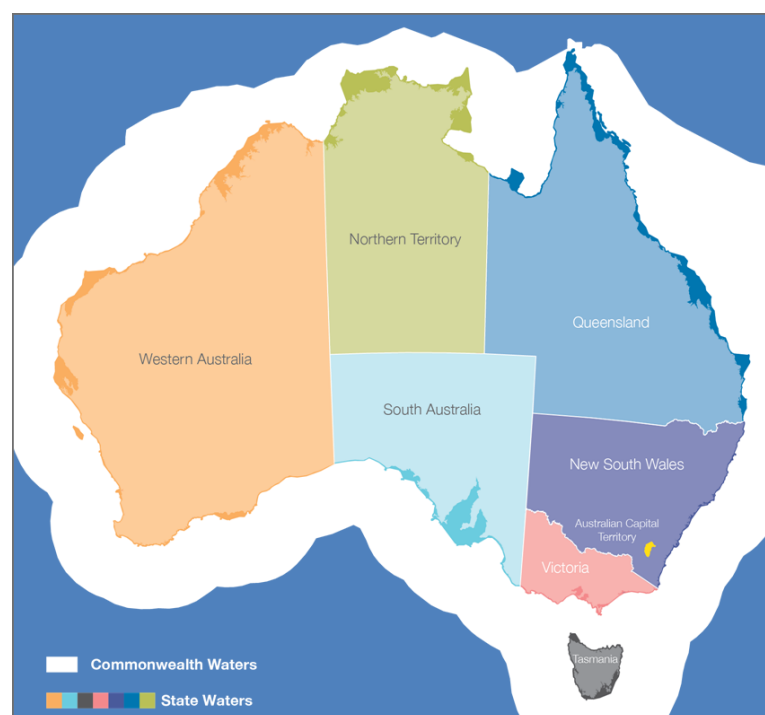 Northern Territory
Queensland
Western Australia
South Australia
New South Wales
Australian Capital
Territory
Victoria
Tasmania
Commonwealth Waters
State Waters